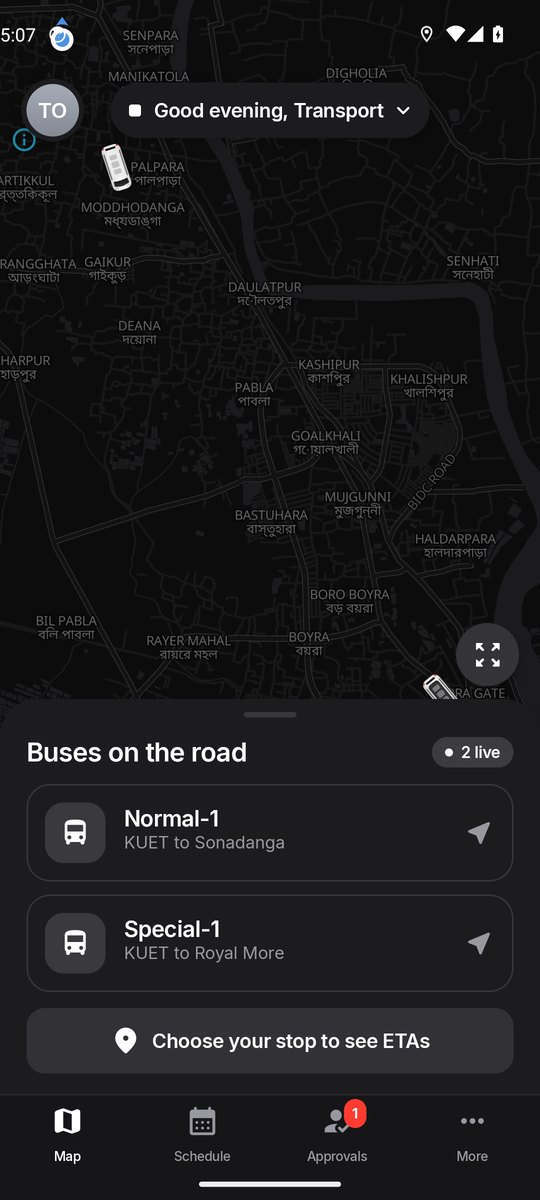 5:07
SENPARA
সেনপাড়া
MANIKATOLA
DIGHOLIA
TO
Good evening, Transport
PALPARA
পালপাড়া
MODDHODANGA
মধ্যডাঙ্গা
GAIKUR
গাইকুড়
RANGGHATA
আড়ংঘাটা
SENHATI
সেনহাটী
DAULATPUR
দৌলতপুর
DEANA
দেয়ানা
HARPUR
KASHIPUR
কাশিপুর
KHALISHPUR
খালিশপুর
PABLA
পাবলা
GOALKHALI
গোয়ালখালী
BIDC ROAD
MUJGUNNI
মুজগুন্নী
BASTUHARA
বাস্তুহারা
HALDARPARA
হালদারপাড়া
BORO BOYRA
বড় বয়রা
BIL PABLA
বিল পাবলা
RAYER MAHAL
রায়ের মহল
BOYRA
বয়রা
RA GATE
Buses on the road
2 live
Normal-1
KUET to Sonadanga
Special-1
KUET to Royal More
Choose your stop to see ETAs
1
Map
Schedule
Approvals
More